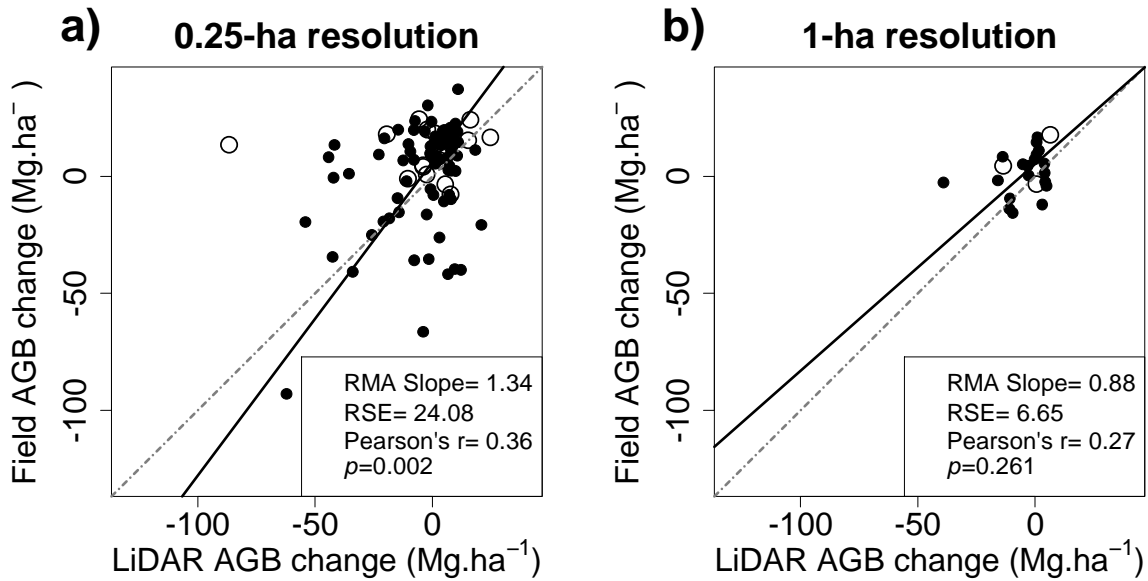 a) 0.25-ha resolution
Field AGB change (Mg.ha⁻ )
0
-50
-100
-100 -50 0
LiDAR AGB change (Mg.ha⁻¹)
RMA Slope= 1.34
RSE= 24.08
Pearson's r= 0.36
p=0.002
b) 1-ha resolution
Field AGB change (Mg.ha⁻ )
0
-50
-100
-100 -50 0
LiDAR AGB change (Mg.ha⁻¹)
RMA Slope= 0.88
RSE= 6.65
Pearson's r= 0.27
p=0.261